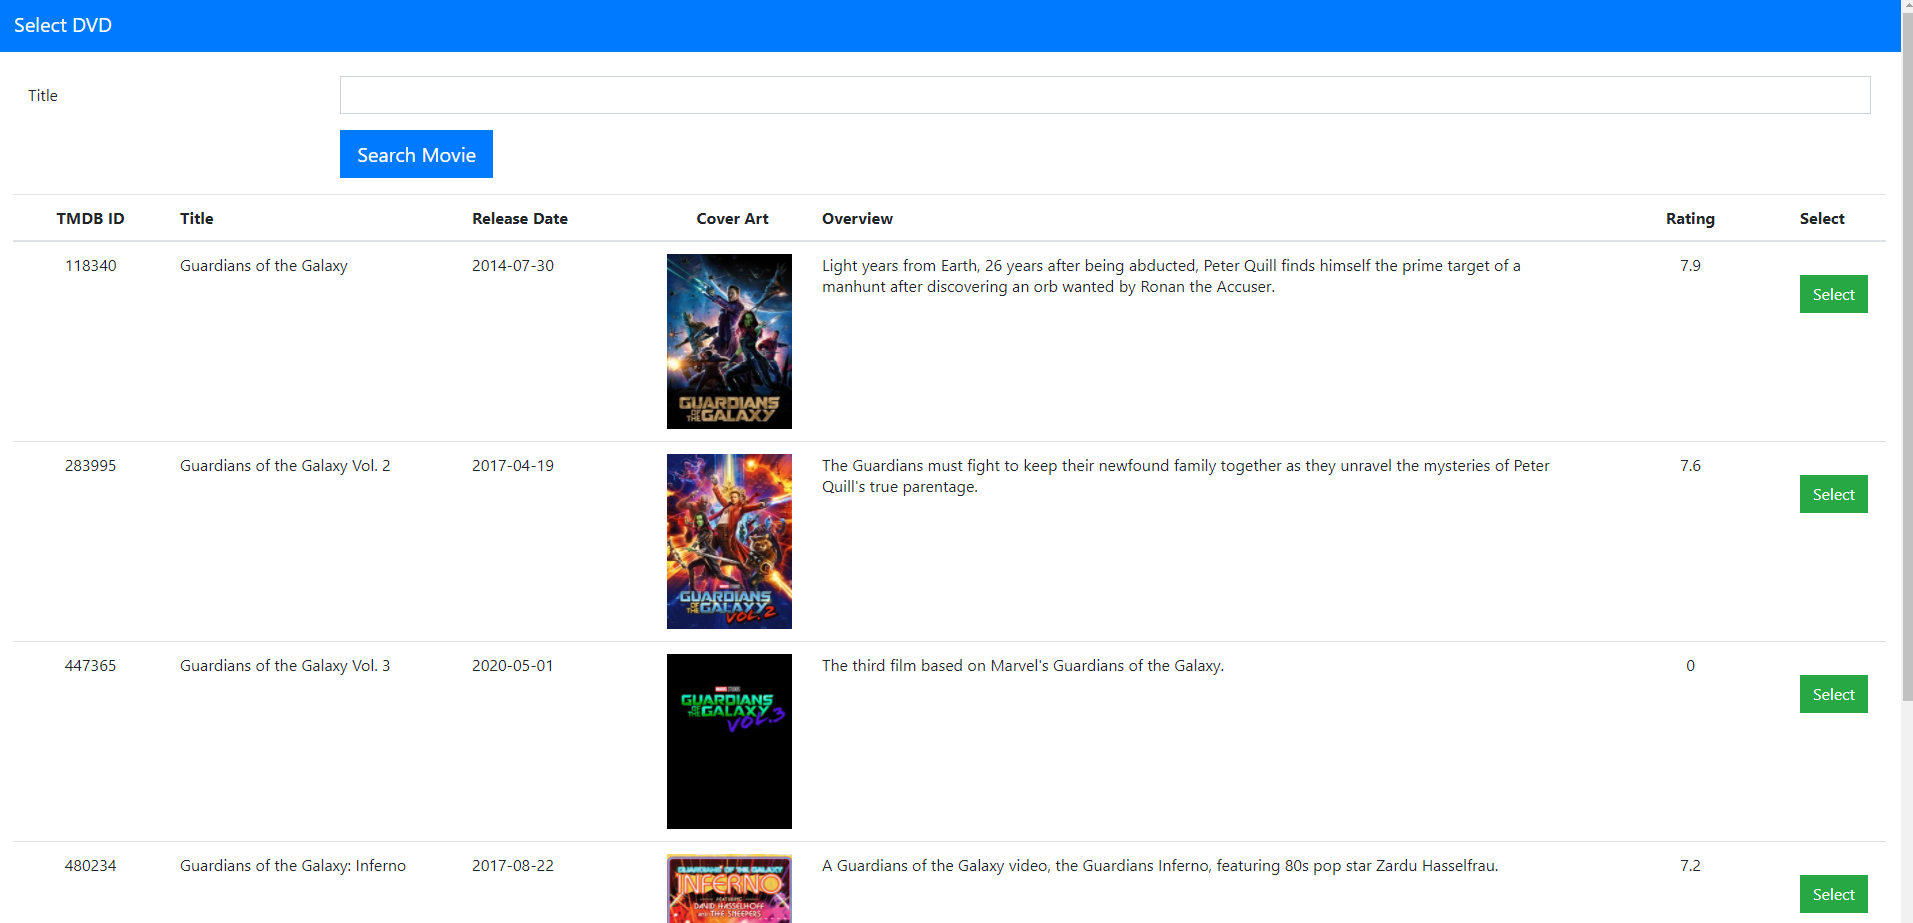 Select DVD
Title
Search Movie
TMDB ID Title Release Date Cover Art Overview Rating Select
118340 Guardians of the Galaxy 2014-07-30 Light years from Earth, 26 years after being abducted, Peter Quill finds himself the prime target of a 7.9
manhunt after discovering an orb wanted by Ronan the Accuser.
Select
GUARDIANS
OF THE GALAXY
283995 Guardians of the Galaxy Vol. 2 2017-04-19 The Guardians must fight to keep their newfound family together as they unravel the mysteries of Peter 7.6
Quill's true parentage.
Select
GUARDIANS
OF THE GALAXY
VOL. 2
447365 Guardians of the Galaxy Vol. 3 2020-05-01 The third film based on Marvel's Guardians of the Galaxy. 0
Select
MARVEL STUDIOS
GUARDIANS
OF THE GALAXY
VOL. 3
480234 Guardians of the Galaxy: Inferno 2017-08-22 A Guardians of the Galaxy video, the Guardians Inferno, featuring 80s pop star Zardu Hasselfrau. 7.2
GUARDIANS OF THE GALAXY
INFERNO
Select
FEATURING
DAVID HASSELHOFF
AND THE SNEEPERS